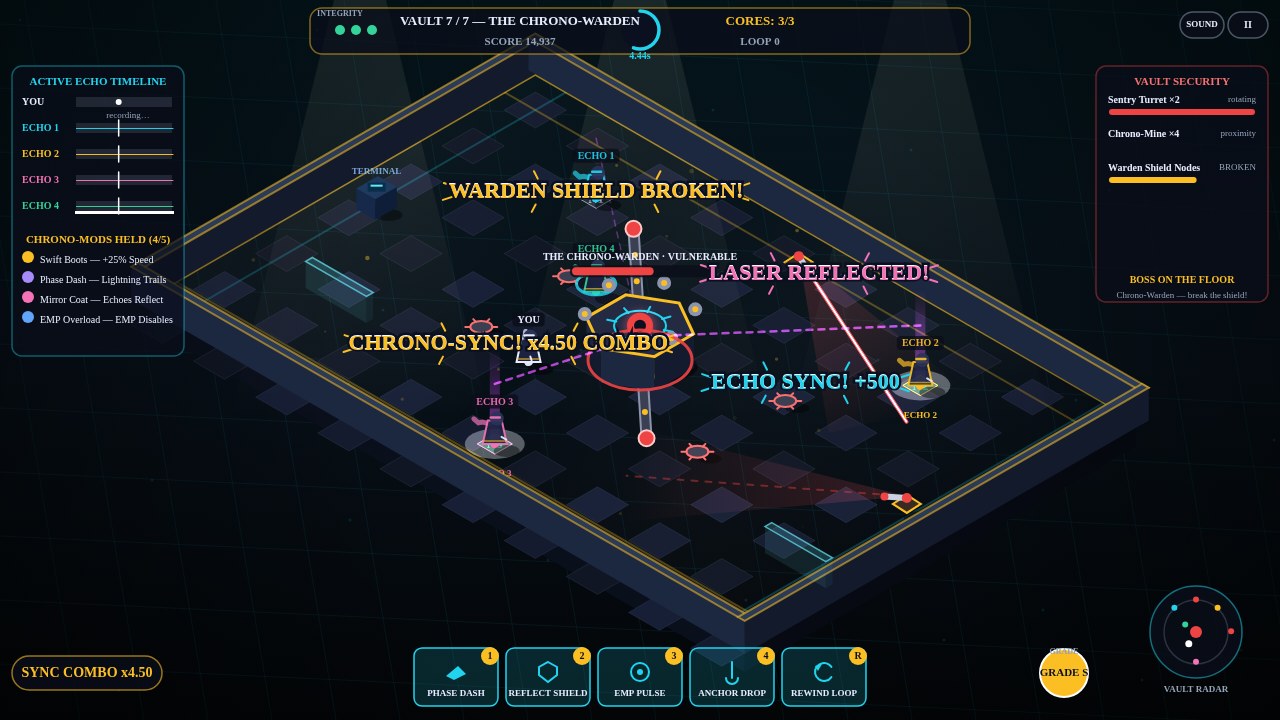 INTEGRITY
VAULT 7 / 7 — THE CHRONO-WARDEN
SCORE 14,937
4.44s
CORES: 3/3
LOOP 0
SOUND
II
ACTIVE ECHO TIMELINE
YOU
recording…
ECHO 1
ECHO 2
ECHO 3
ECHO 4
CHRONO-MODS HELD (4/5)
Swift Boots — +25% Speed
Phase Dash — Lightning Trails
Mirror Coat — Echoes Reflect
EMP Overload — EMP Disables
VAULT SECURITY
Sentry Turret ×2
rotating
Chrono-Mine ×4
proximity
Warden Shield Nodes
BROKEN
BOSS ON THE FLOOR
Chrono-Warden — break the shield!
TERMINAL
ECHO 1
WARDEN SHIELD BROKEN!
ECHO 4
THE CHRONO-WARDEN · VULNERABLE
LASER REFLECTED!
YOU
CHRONO-SYNC! x4.50 COMBO
ECHO 2
ECHO SYNC! +500
ECHO 3
ECHO 2
SYNC COMBO x4.50
1
PHASE DASH
2
REFLECT SHIELD
3
EMP PULSE
4
ANCHOR DROP
R
REWIND LOOP
GRADE S
VAULT RADAR